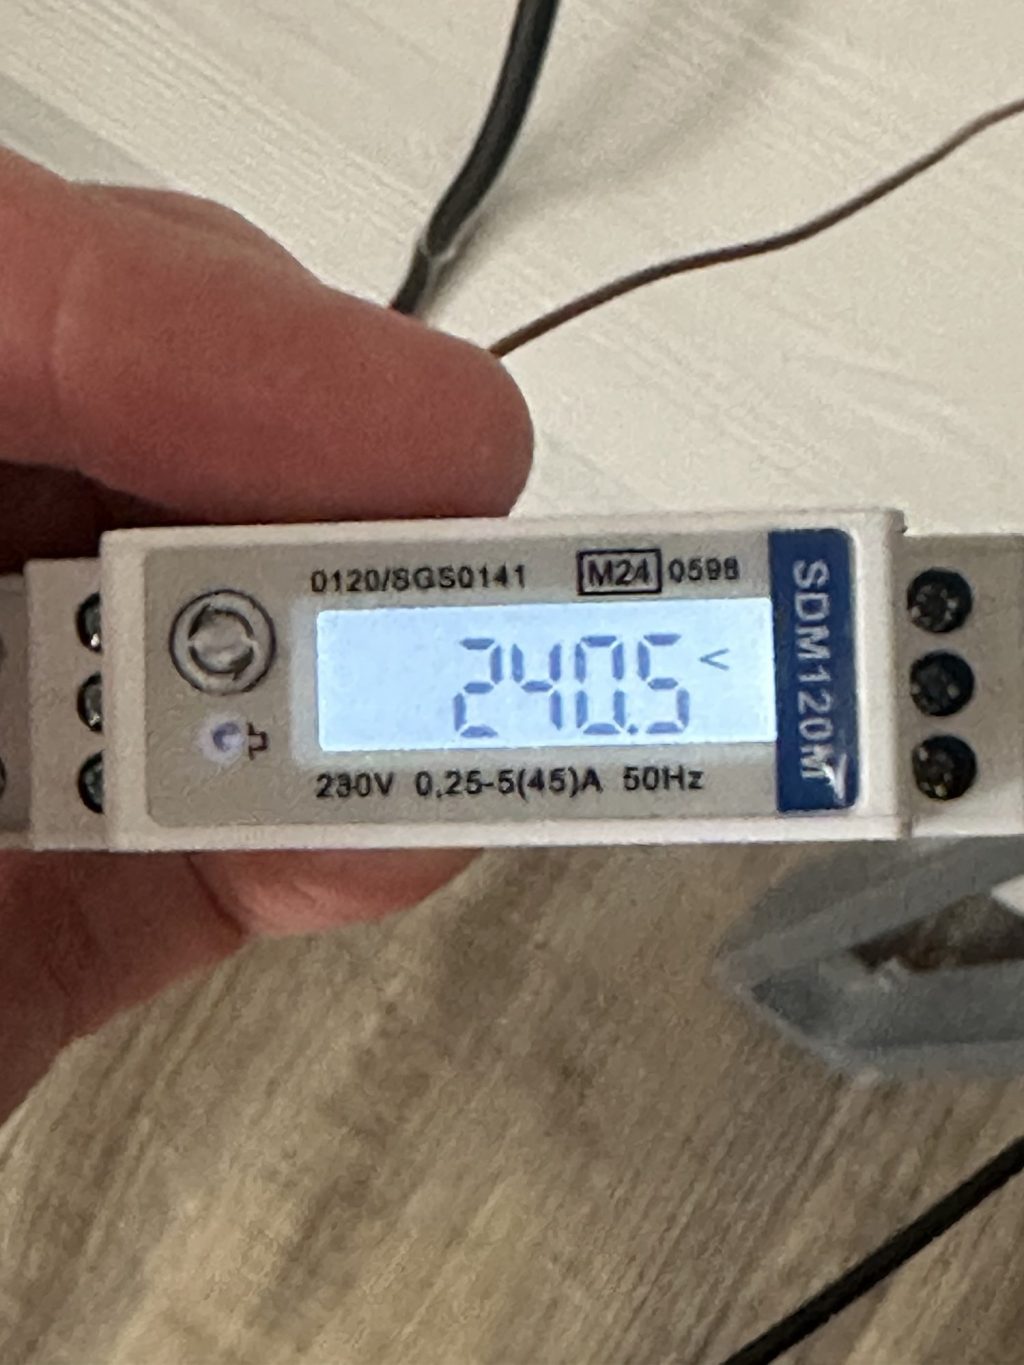 0120/SGS0141 M24 0598
240.5 V
230V 0,25-5(45)A 50Hz
SDM120M